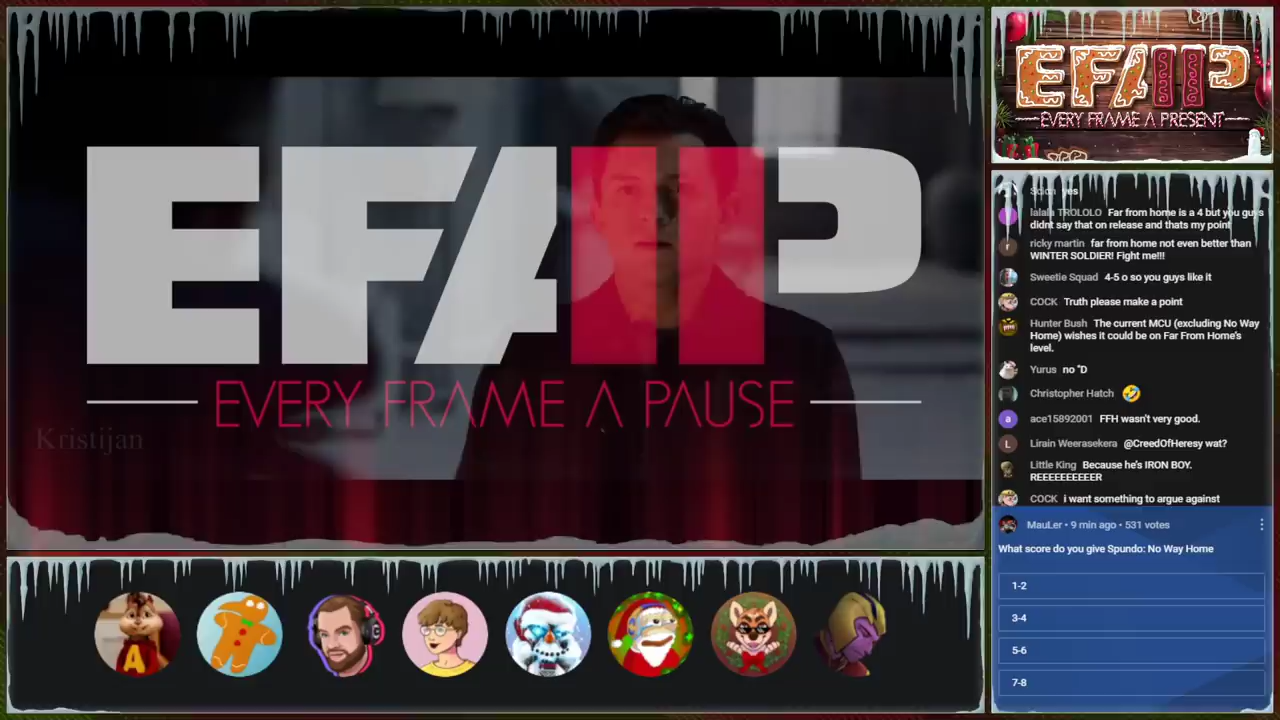 EFAP
EVERY FRAME A PAUSE
Kristijan
EFAP
EVERY FRAME A PRESENT
yes
lalala TROLOLO Far from home is a 4 but you guys
didnt say that on release and thats my point
r
ricky martin far from home not even better than
WINTER SOLDIER! Fight me!!!
Sweetie Squad 4-5 o so you guys like it
COCK Truth please make a point
Hunter Bush The current MCU (excluding No Way
Home) wishes it could be on Far From Home's
level.
Yurus no "D
Christopher Hatch 🤣
a
ace15892001 FFH wasn't very good.
L
Lirain Weerasekera @CreedOfHeresy wat?
Little King Because he's IRON BOY.
REEEEEEEEEER
COCK i want something to argue against
MauLer • 9 min ago • 531 votes
What score do you give Spundo: No Way Home
1-2
3-4
5-6
7-8
A